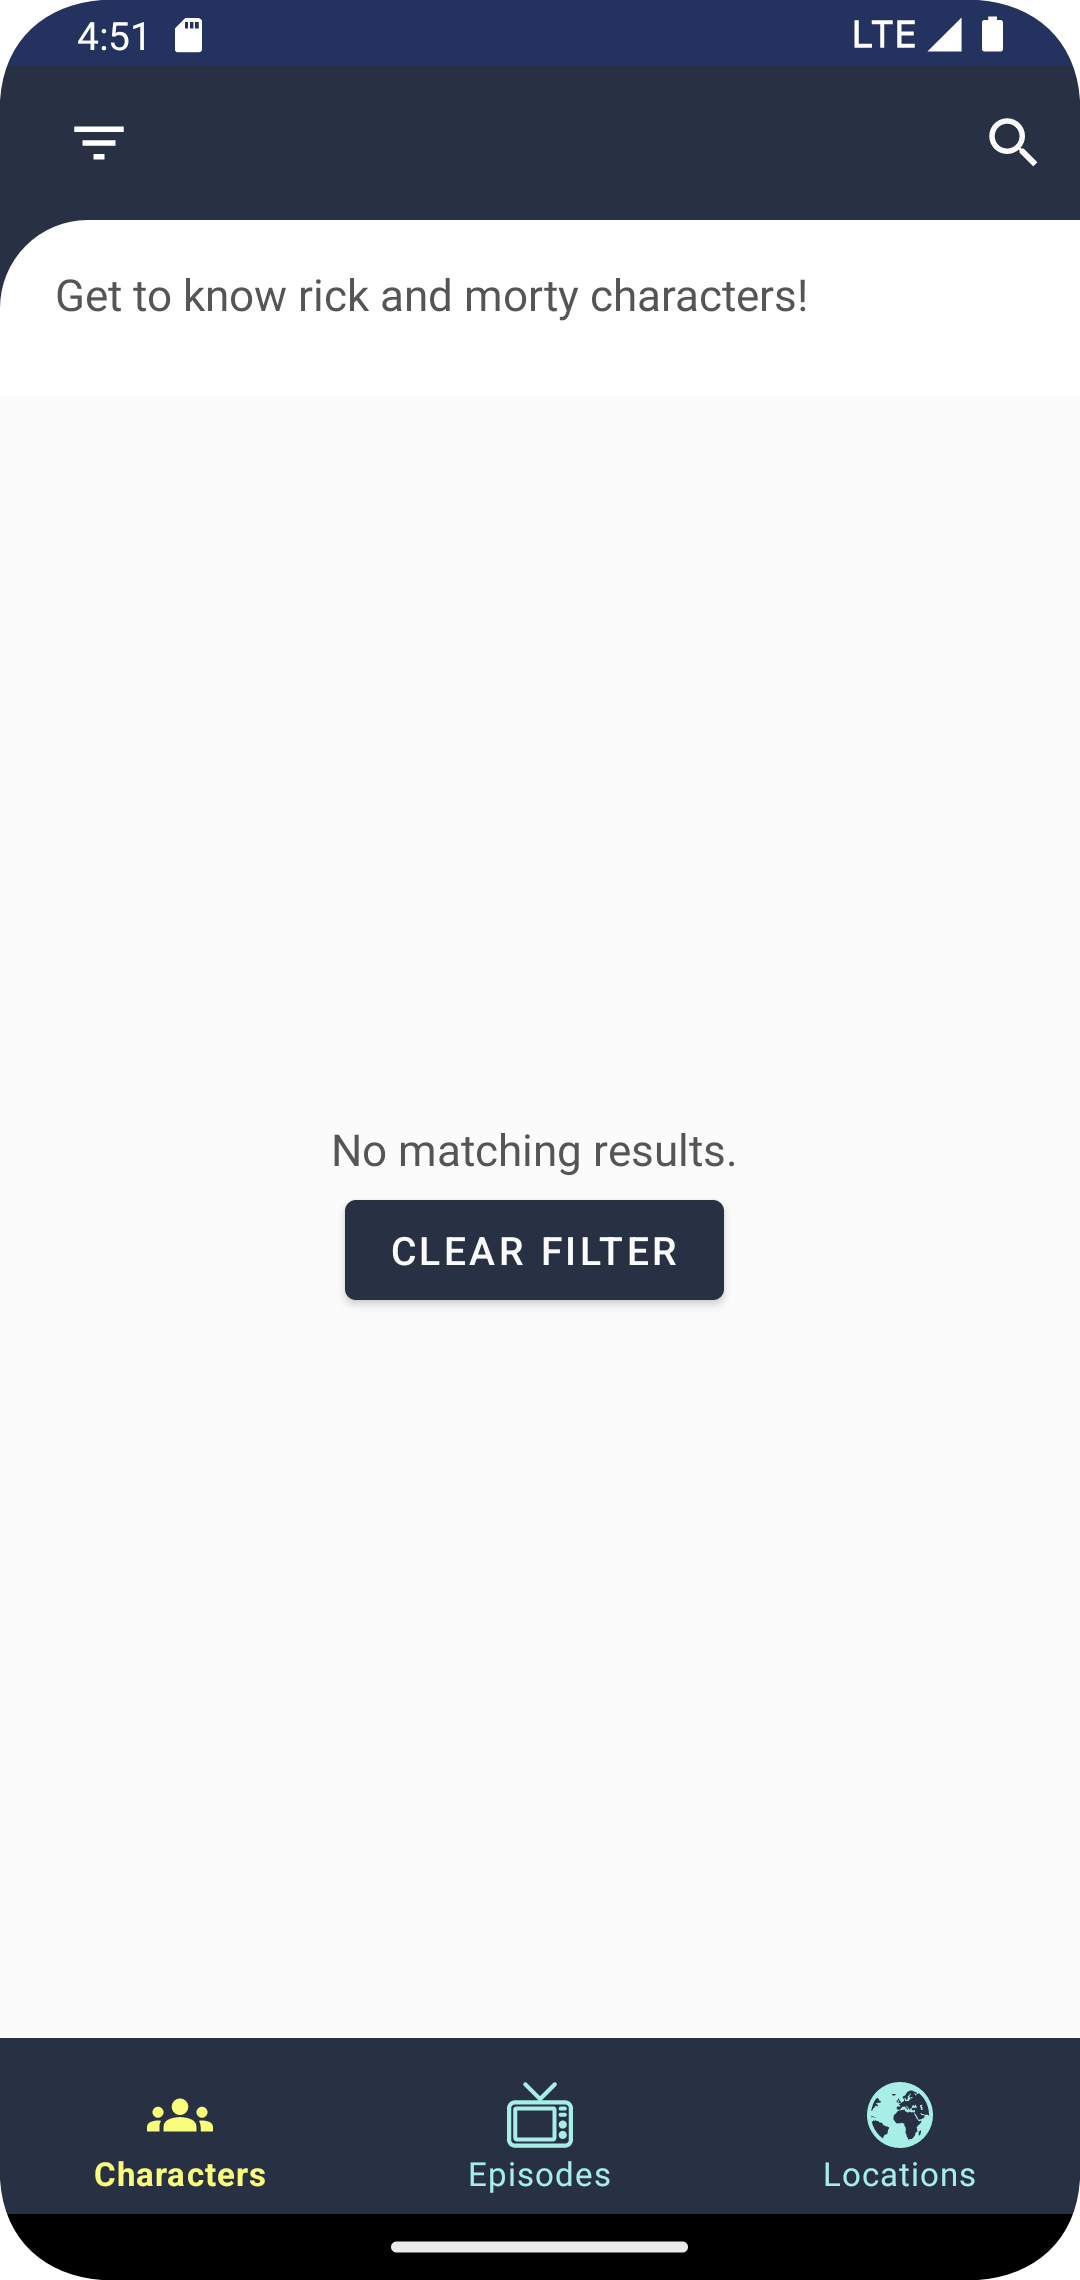 4:51 LTE
Get to know rick and morty characters!
No matching results.
CLEAR FILTER
Characters Episodes Locations